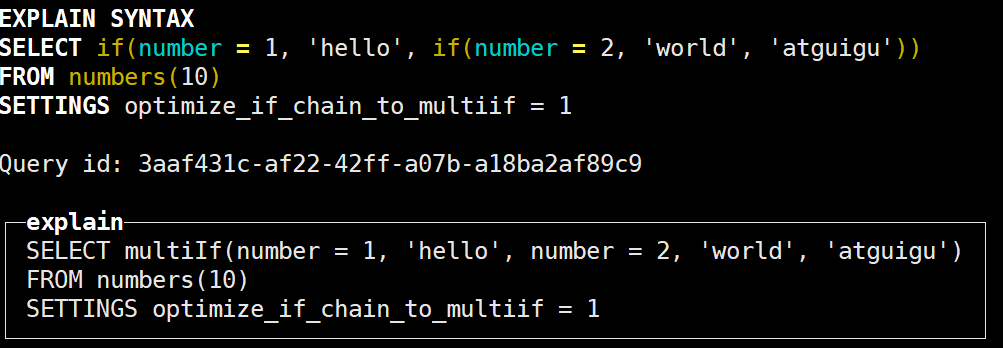 EXPLAIN SYNTAX
SELECT if(number = 1, 'hello', if(number = 2, 'world', 'atguigu'))
FROM numbers(10)
SETTINGS optimize_if_chain_to_multiif = 1
Query id: 3aaf431c-af22-42ff-a07b-a18ba2af89c9
explain
SELECT multiIf(number = 1, 'hello', number = 2, 'world', 'atguigu')
FROM numbers(10)
SETTINGS optimize_if_chain_to_multiif = 1